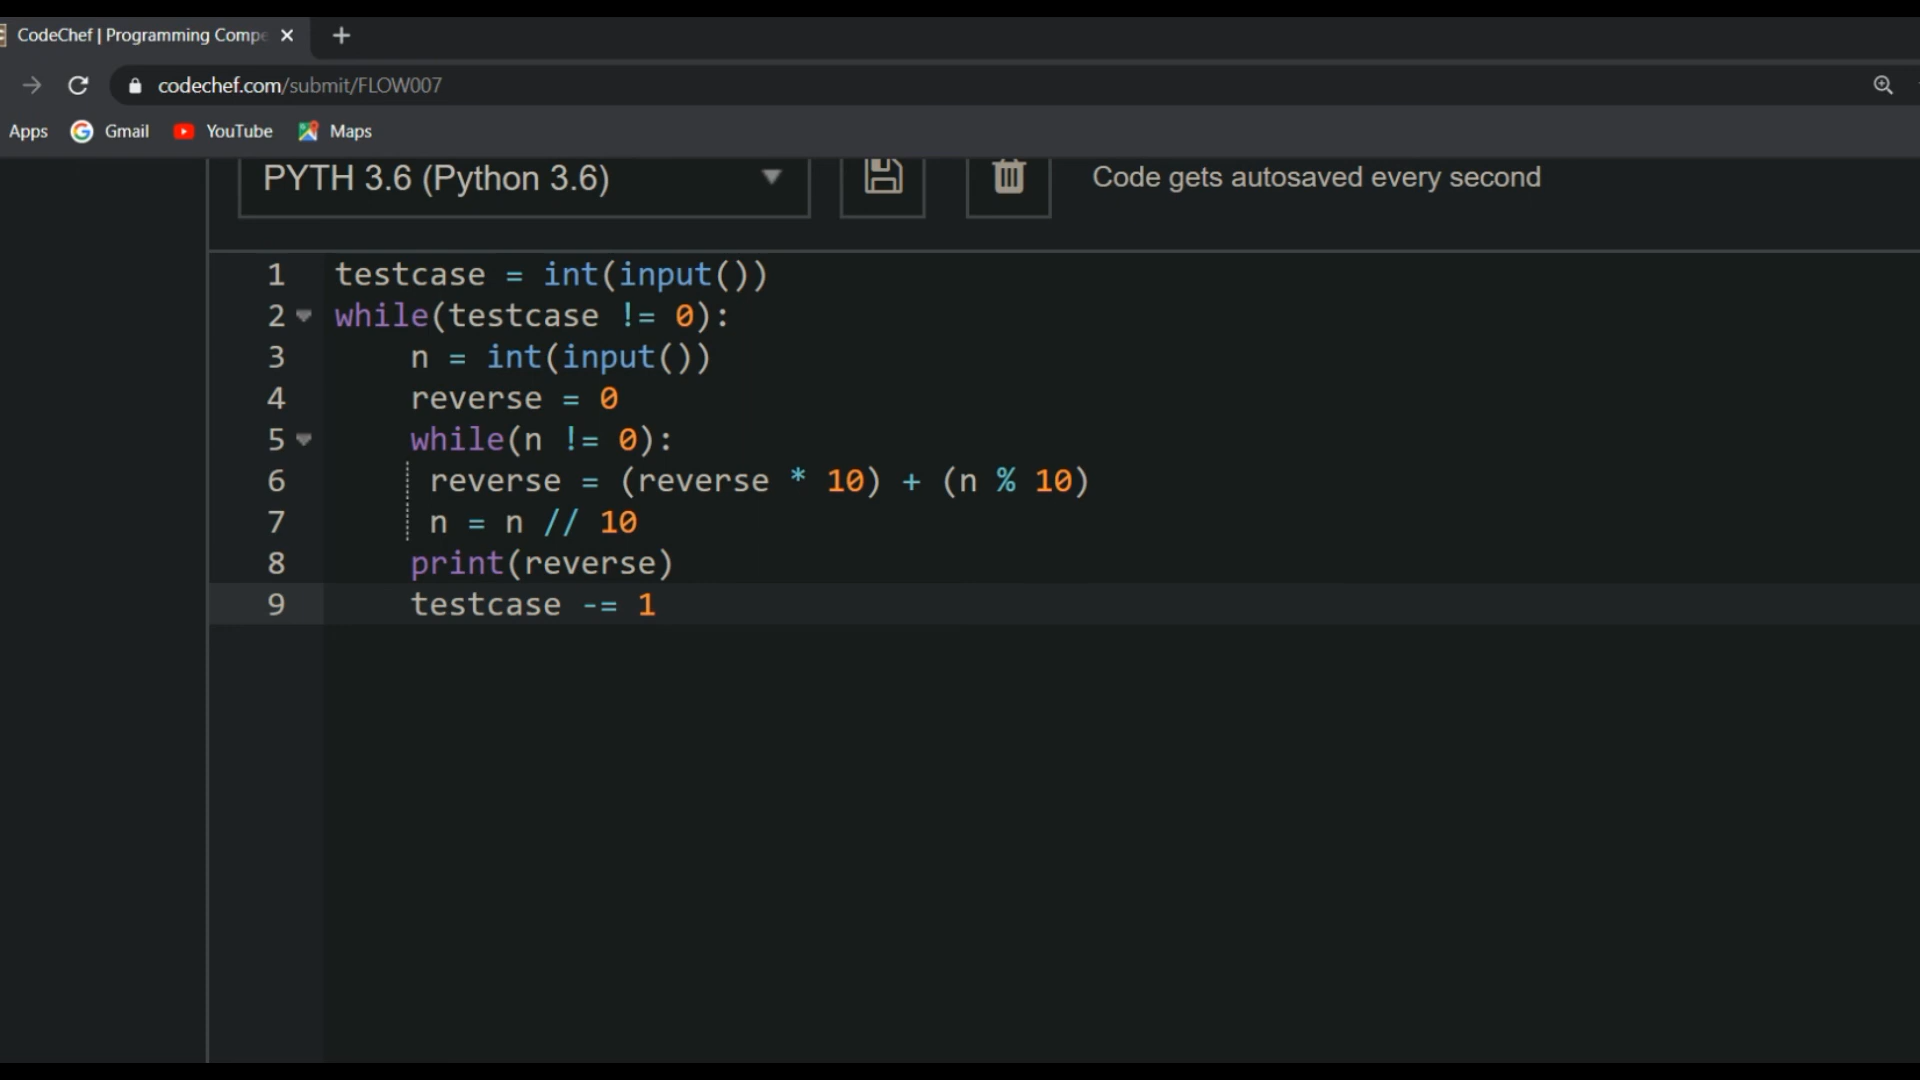 CodeChef | Programming Compe
codechef.com/submit/FLOW007
Apps Gmail YouTube Maps
PYTH 3.6 (Python 3.6) Code gets autosaved every second
1 testcase = int(input())
2 while(testcase != 0):
3     n = int(input())
4     reverse = 0
5     while(n != 0):
6      reverse = (reverse * 10) + (n % 10)
7      n = n // 10
8     print(reverse)
9     testcase -= 1